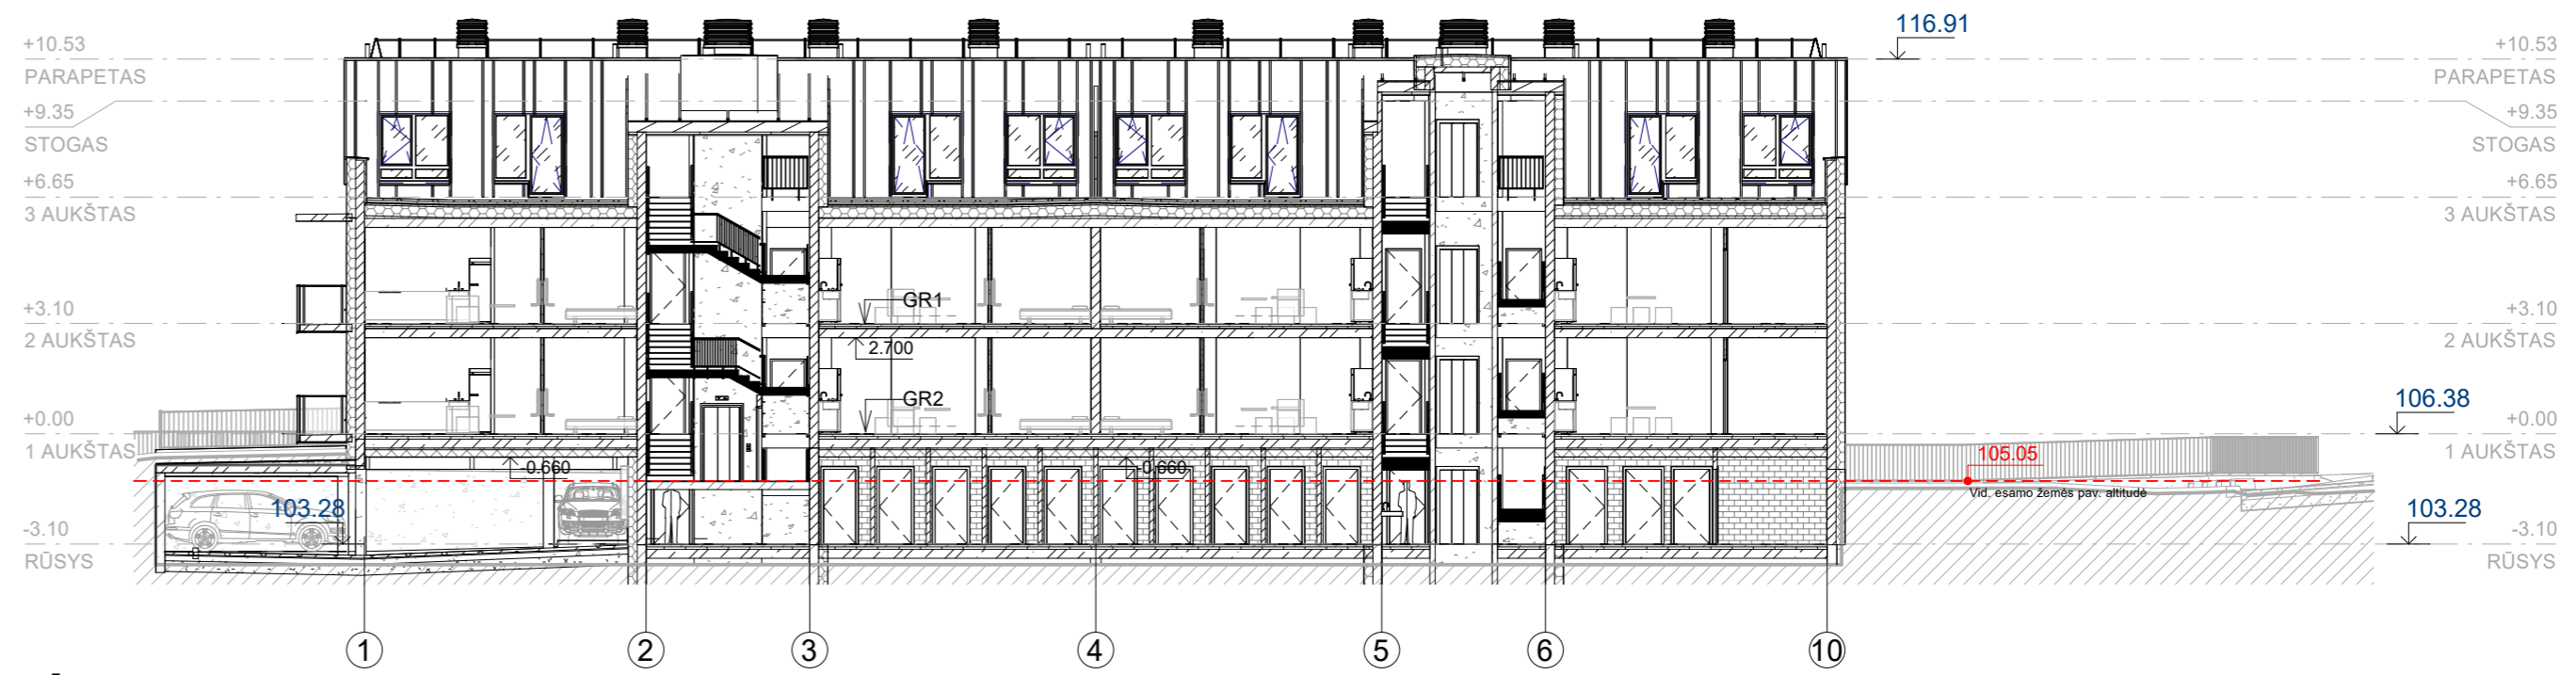 116.91
+10.53
PARAPETAS
+9.35
STOGAS
+6.65
3 AUKŠTAS
+3.10
2 AUKŠTAS
+0.00
1 AUKŠTAS
-3.10
RŪSYS
GR1
2.700
GR2
-0.660
-0.660
103.28
+10.53
PARAPETAS
+9.35
STOGAS
+6.65
3 AUKŠTAS
+3.10
2 AUKŠTAS
106.38
+0.00
1 AUKŠTAS
105.05
Vid. esamo žemės pav. altitudė
103.28
-3.10
RŪSYS
1 2 3 4 5 6 10